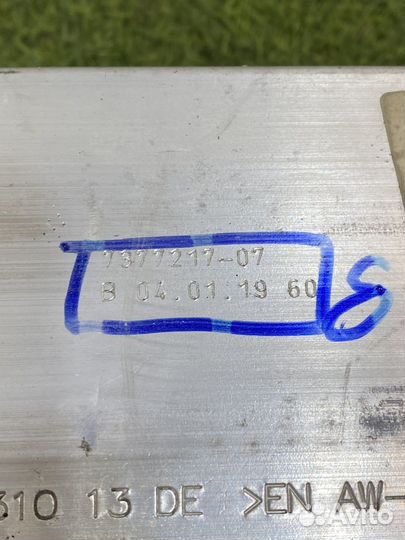 7377217-07
B 04.01.19 60
8
310 13 DE >EN AW-
Avito